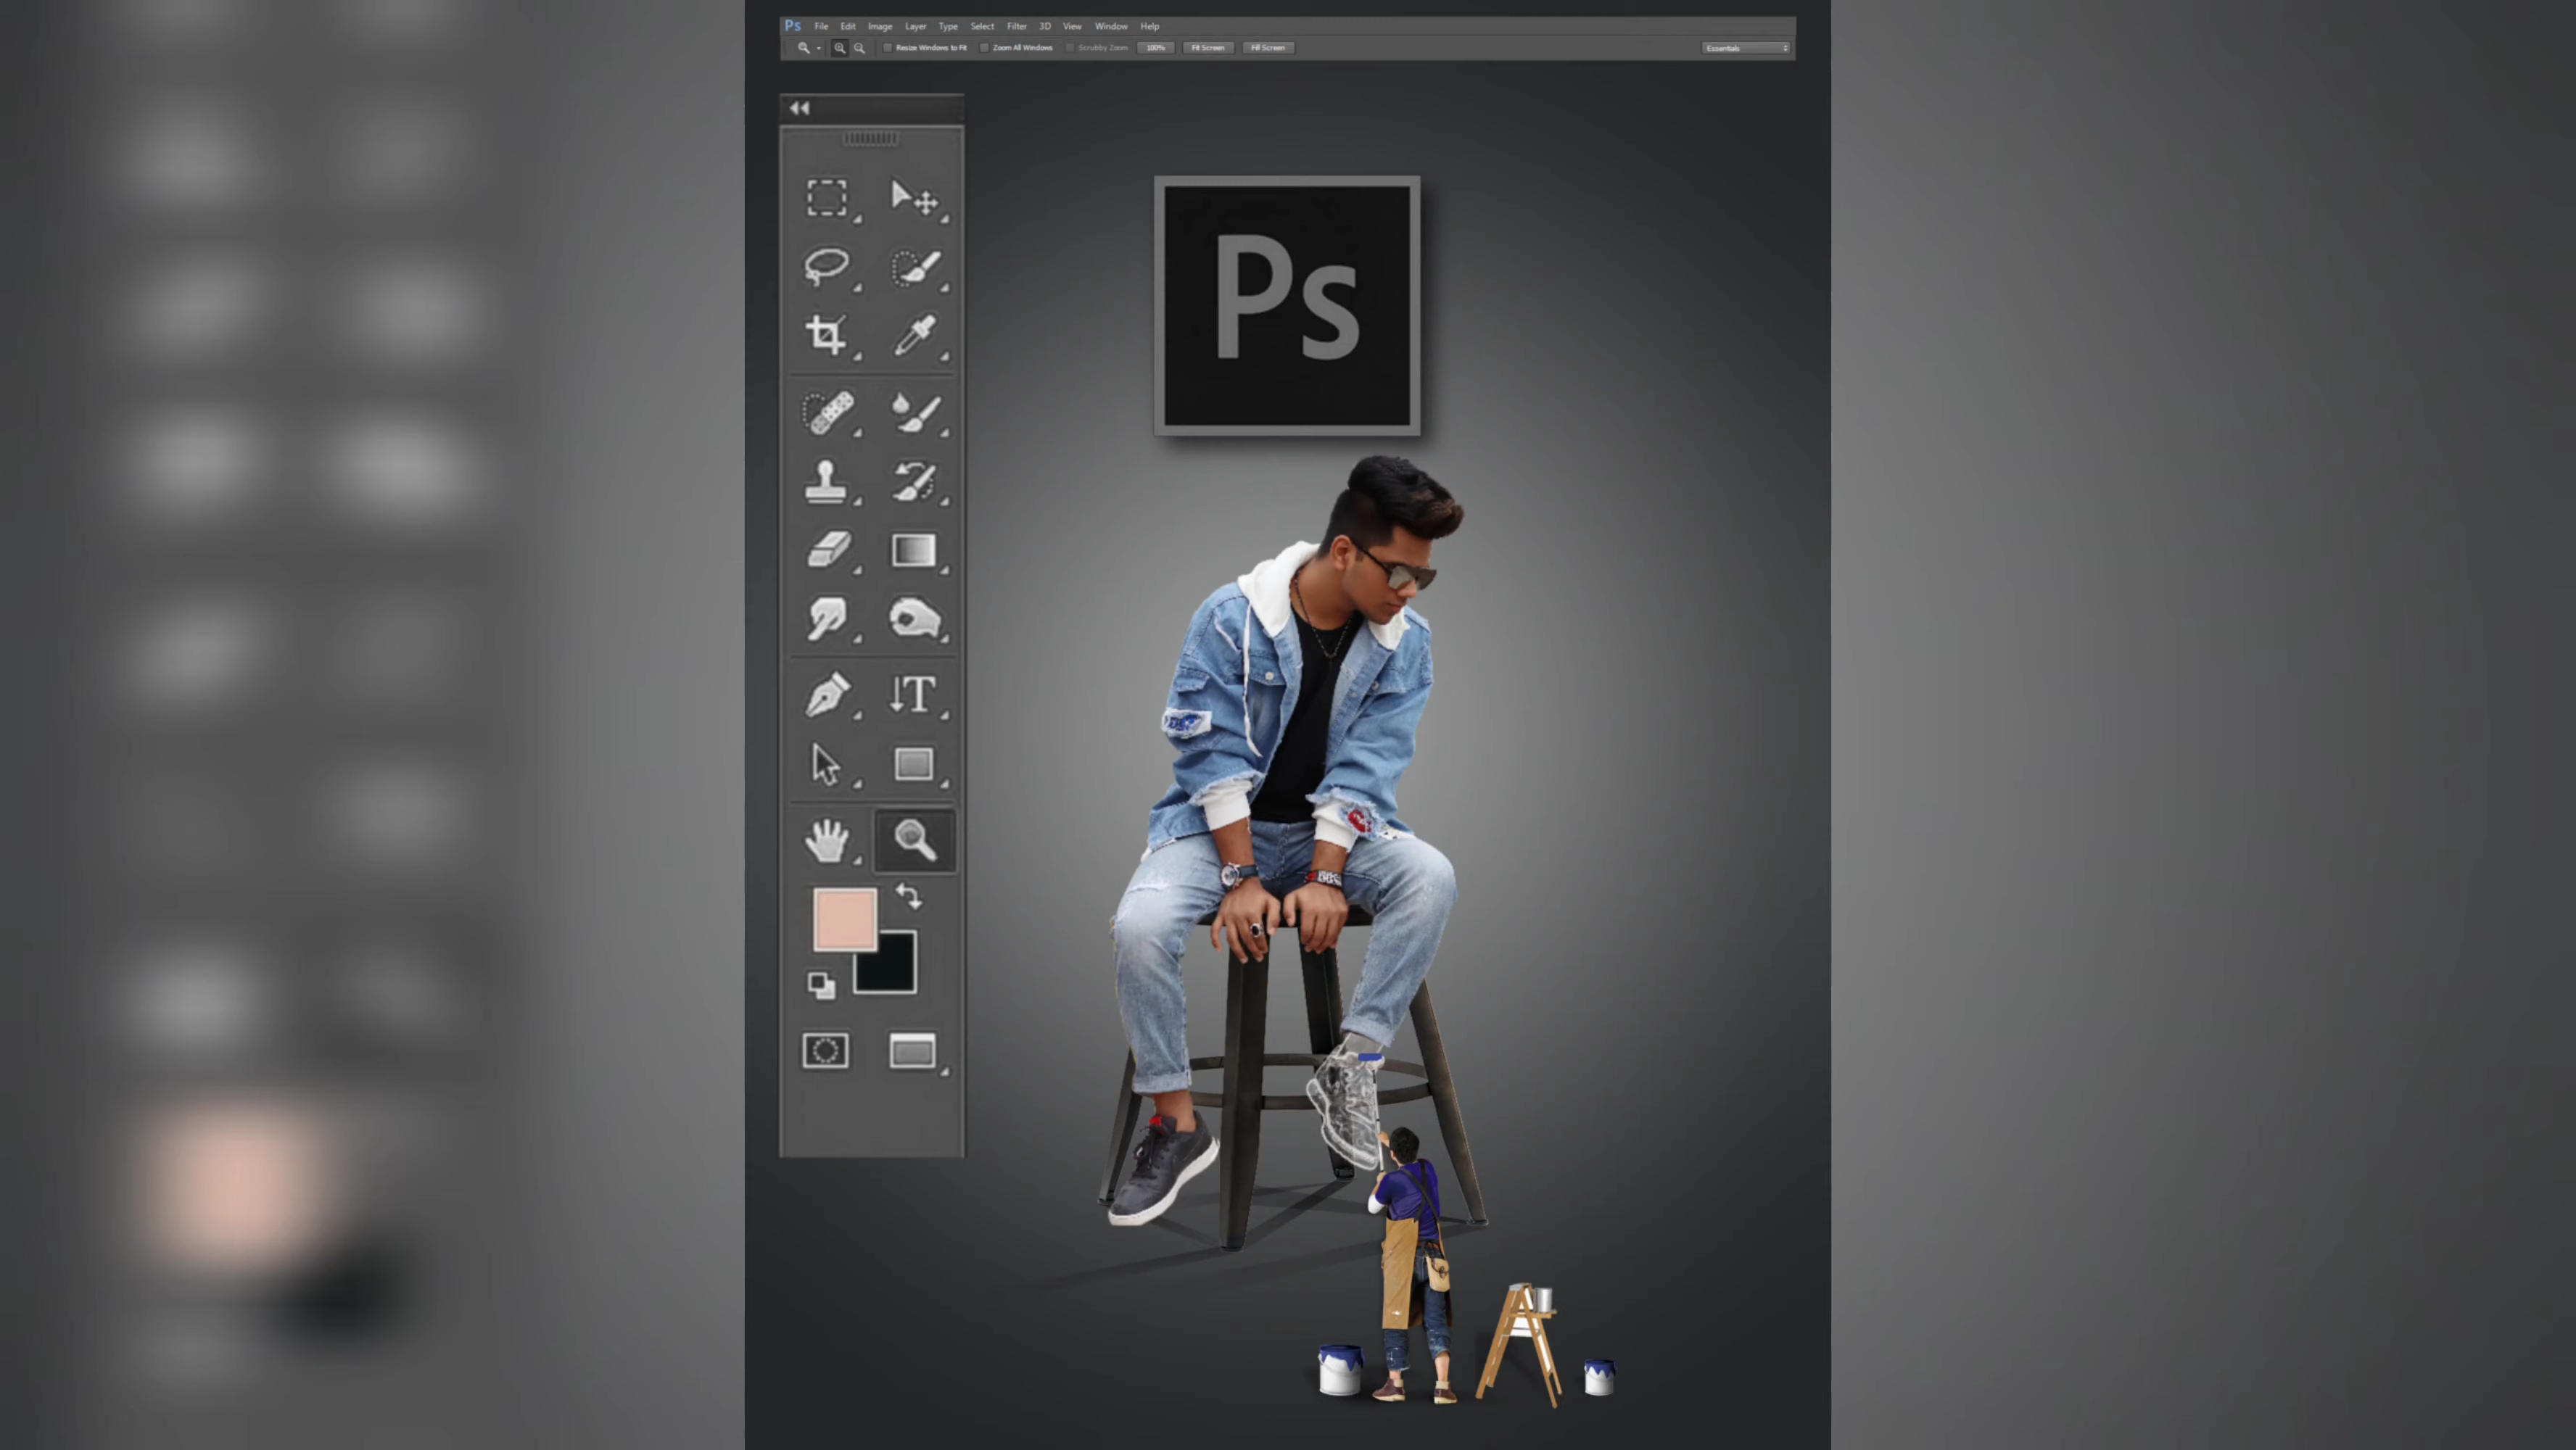 Ps File Edit Image Layer Type Select Filter 3D View Window Help
Resize Windows to Fit Zoom All Windows Scrubby Zoom 100% Fit Screen Fill Screen Essentials
Ps
T